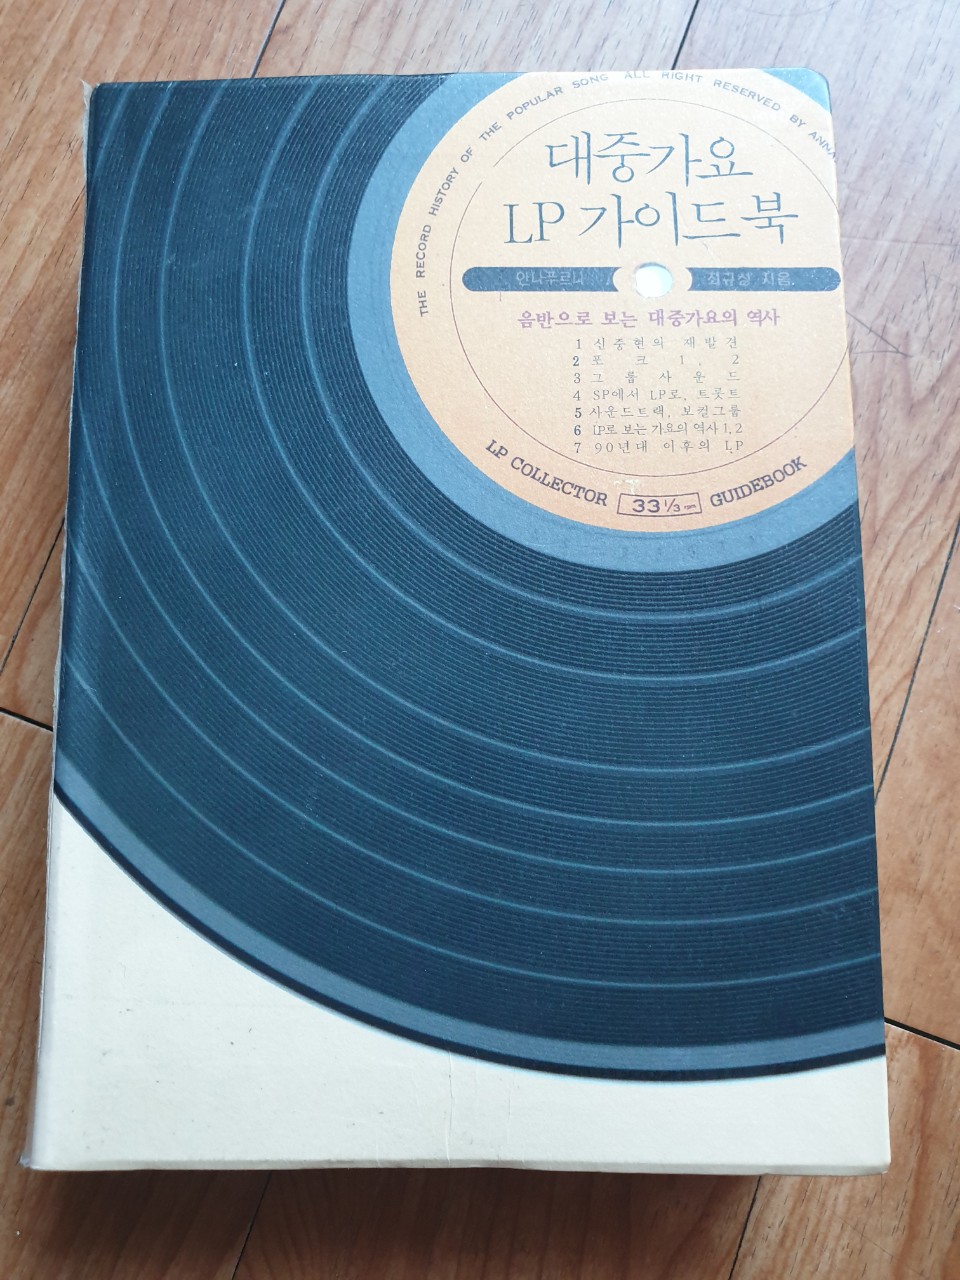 THE RECORD HISTORY OF THE POPULAR SONG ALL RIGHT RESERVED BY ANNA
대중가요
LP 가이드북
안나푸르나 최규성 지음
음반으로 보는 대중가요의 역사
1 신중현의 재발견
2 포크 1, 2
3 그룹사운드
4 SP에서 LP로, 트롯트
5 사운드트랙, 보컬그룹
6 LP로 보는 가요의 역사 1, 2
7 90년대 이후의 LP
LP COLLECTOR 33 1/3 rpm GUIDEBOOK